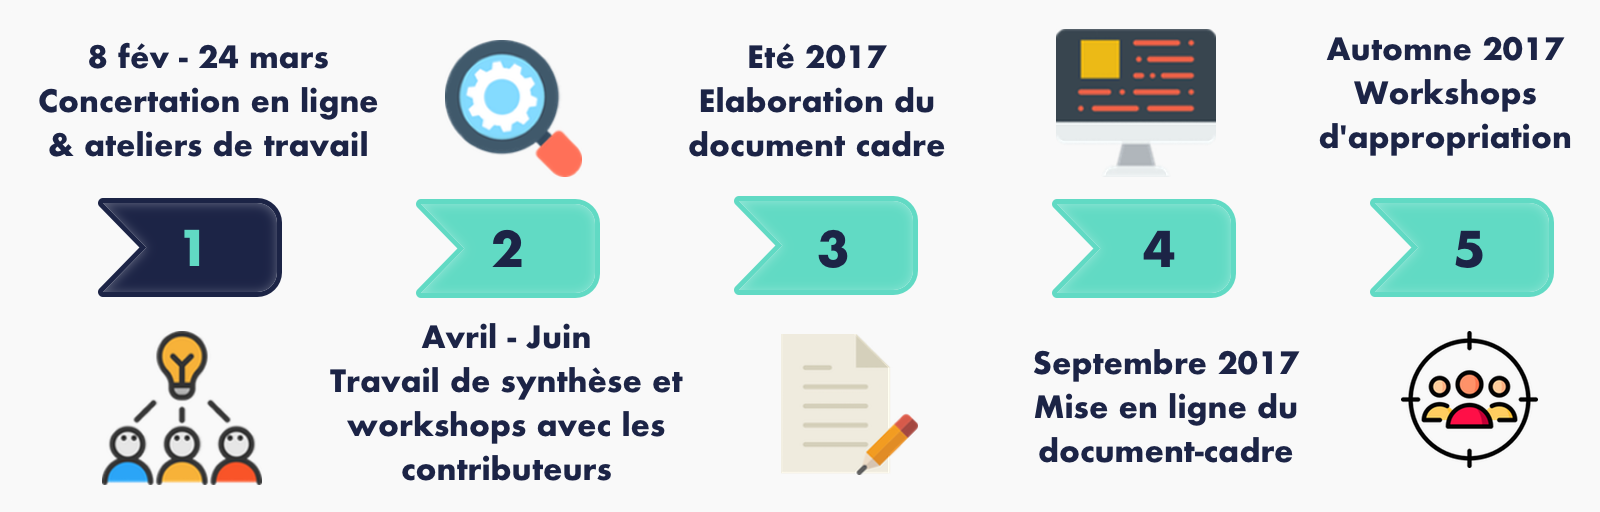 8 fév - 24 mars
Concertation en ligne
& ateliers de travail
1
2
Avril - Juin
Travail de synthèse et
workshops avec les
contributeurs
Eté 2017
Elaboration du
document cadre
3
4
Septembre 2017
Mise en ligne du
document-cadre
Automne 2017
Workshops
d'appropriation
5